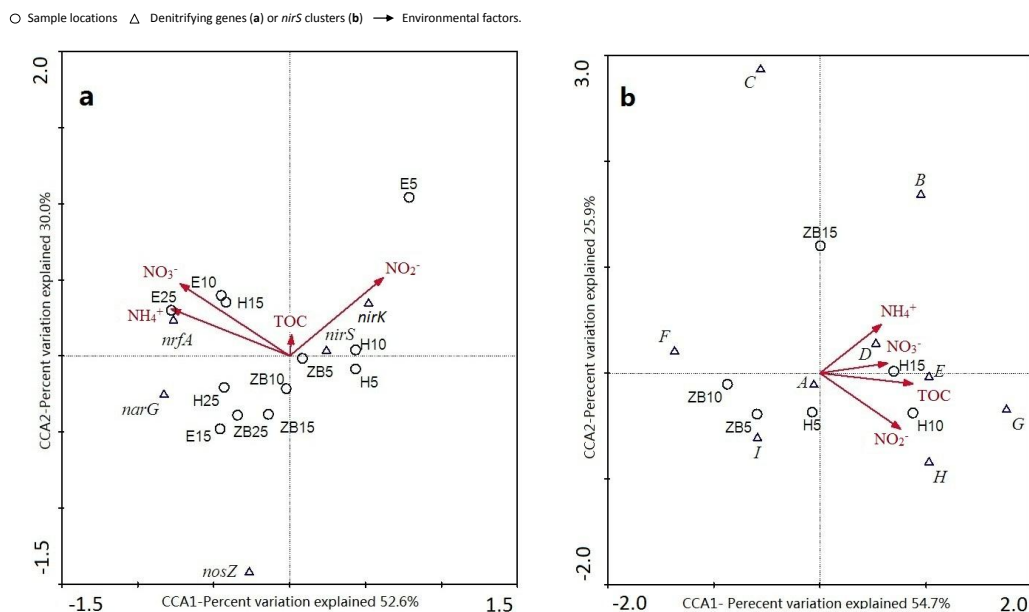 Sample locations Denitrifying genes (a) or nirS clusters (b) Environmental factors.
a
2.0
CCA2-Percent variation explained 30.0%
-1.5
E5
NO3-
E10
E25
H15
NH4+
nrfA
TOC
NO2-
nirK
nirS
H10
ZB5
H5
ZB10
H25
narG
E15
ZB25
ZB15
nosZ
-1.5
CCA1-Percent variation explained 52.6%
1.5
b
3.0
CCA2-Perecent variation explained 25.9%
-2.0
C
B
ZB15
NH4+
F
D
NO3-
H15
E
A
ZB10
TOC
ZB5
H5
H10
G
I
NO2-
H
-2.0
CCA1- Perecent variation explained 54.7%
2.0